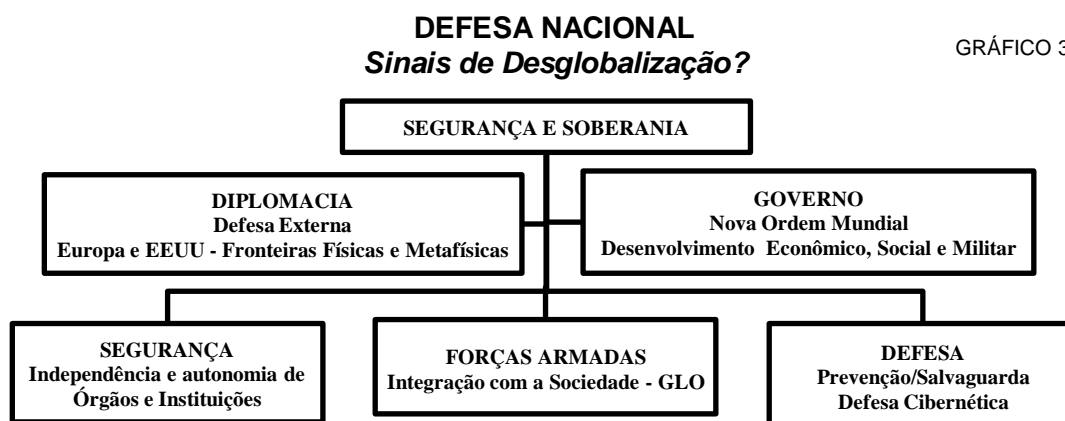 DEFESA NACIONAL
Sinais de Desglobalização?
GRÁFICO 3
SEGURANÇA E SOBERANIA
DIPLOMACIA
Defesa Externa
Europa e EEUU - Fronteiras Físicas e Metafísicas
GOVERNO
Nova Ordem Mundial
Desenvolvimento Econômico, Social e Militar
SEGURANÇA
Independência e autonomia de
Órgãos e Instituições
FORÇAS ARMADAS
Integração com a Sociedade - GLO
DEFESA
Prevenção/Salvaguarda
Defesa Cibernética